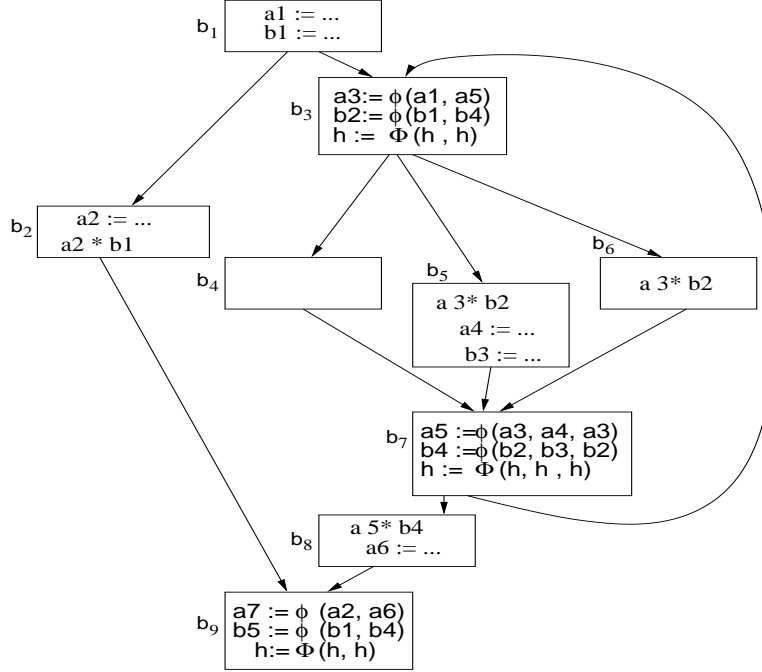 b1
a1 := ...
b1 := ...
b3
a3:= ϕ(a1, a5)
b2:= ϕ(b1, b4)
h := Φ(h , h)
b2
a2 := ...
a2 * b1
b4
b5
a 3* b2
a4 := ...
b3 := ...
b6
a 3* b2
b7
a5 :=ϕ(a3, a4, a3)
b4 :=ϕ(b2, b3, b2)
h := Φ(h, h , h)
b8
a 5* b4
a6 := ...
b9
a7 := ϕ (a2, a6)
b5 := ϕ (b1, b4)
h:= Φ(h, h)